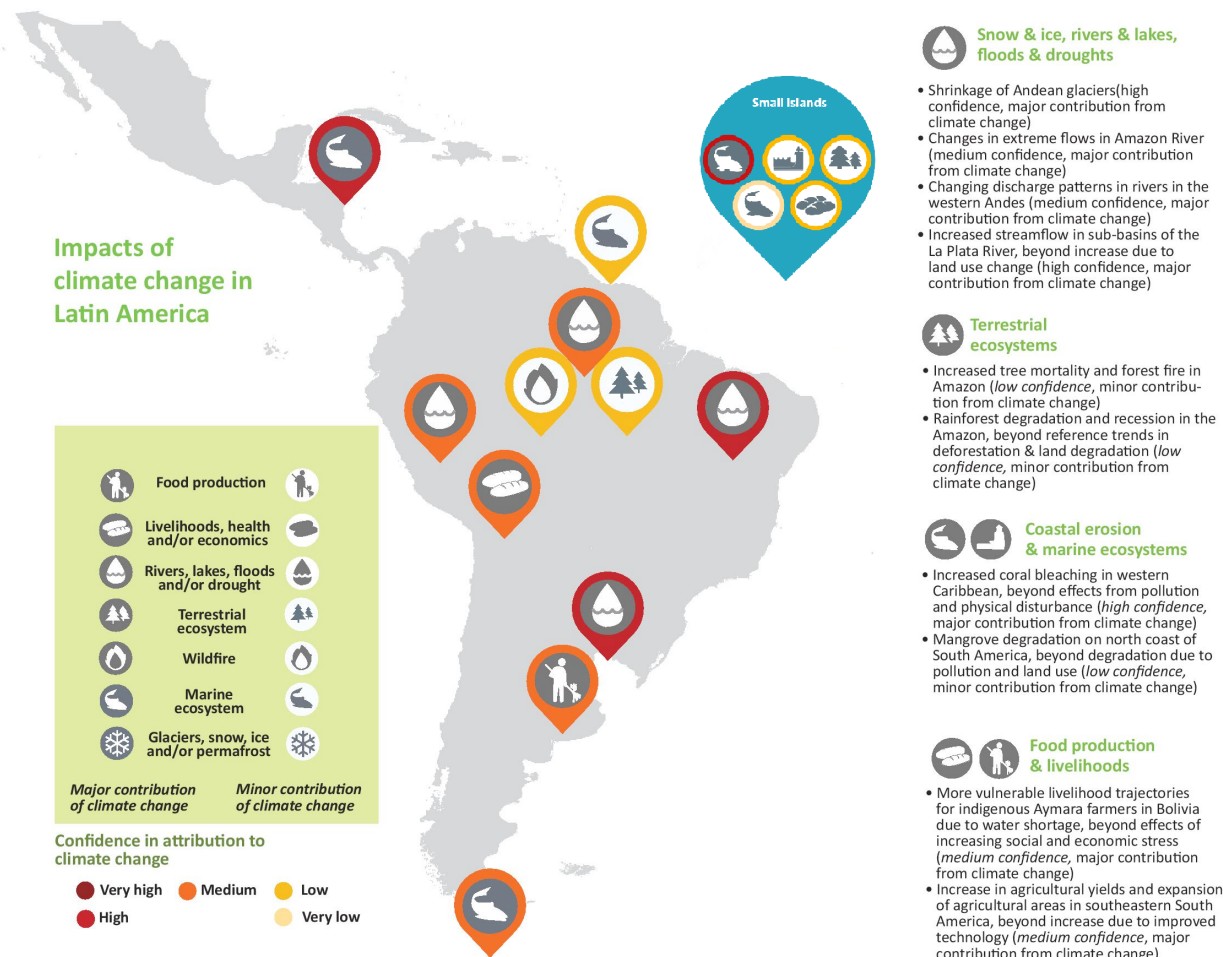 Small Islands
Impacts of
climate change in
Latin America
Food production
Livelihoods, health
and/or economics
Rivers, lakes, floods
and/or drought
Terrestrial
ecosystem
Wildfire
Marine
ecosystem
Glaciers, snow, ice
and/or permafrost
Major contribution
of climate change
Minor contribution
of climate change
Confidence in attribution to
climate change
Very high
Medium
Low
High
Very low
Snow & ice, rivers & lakes,
floods & droughts
• Shrinkage of Andean glaciers(high
confidence, major contribution from
climate change)
• Changes in extreme flows in Amazon River
(medium confidence, major contribution
from climate change)
• Changing discharge patterns in rivers in the
western Andes (medium confidence, major
contribution from climate change)
• Increased streamflow in sub-basins of the
La Plata River, beyond increase due to
land use change (high confidence, major
contribution from climate change)
Terrestrial
ecosystems
• Increased tree mortality and forest fire in
Amazon (low confidence, minor contribu-
tion from climate change)
• Rainforest degradation and recession in the
Amazon, beyond reference trends in
deforestation & land degradation (low
confidence, minor contribution from
climate change)
Coastal erosion
& marine ecosystems
• Increased coral bleaching in western
Caribbean, beyond effects from pollution
and physical disturbance (high confidence,
major contribution from climate change)
• Mangrove degradation on north coast of
South America, beyond degradation due to
pollution and land use (low confidence,
minor contribution from climate change)
Food production
& livelihoods
• More vulnerable livelihood trajectories
for indigenous Aymara farmers in Bolivia
due to water shortage, beyond effects of
increasing social and economic stress
(medium confidence, major contribution
from climate change)
• Increase in agricultural yields and expansion
of agricultural areas in southeastern South
America, beyond increase due to improved
technology (medium confidence, major
contribution from climate change)